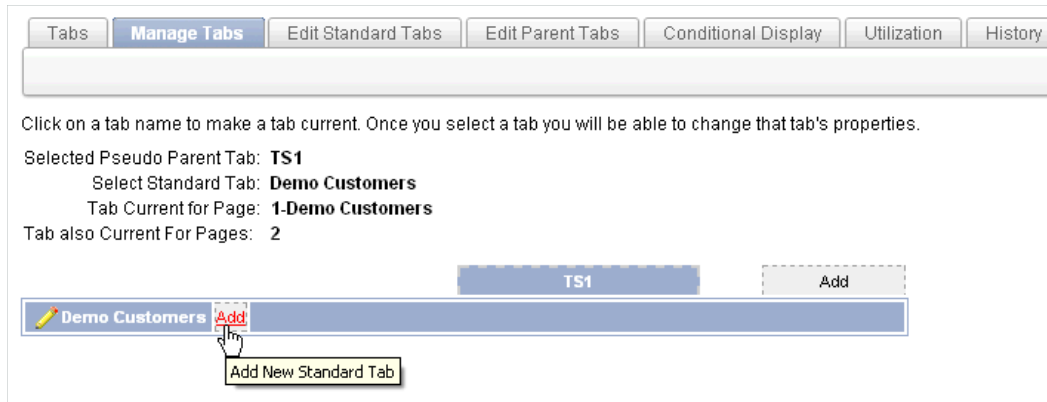 Tabs Manage Tabs Edit Standard Tabs Edit Parent Tabs Conditional Display Utilization History
Click on a tab name to make a tab current. Once you select a tab you will be able to change that tab's properties.
Selected Pseudo Parent Tab: TS1
Select Standard Tab: Demo Customers
Tab Current for Page: 1-Demo Customers
Tab also Current For Pages: 2
TS1 Add
Demo Customers Add
Add New Standard Tab